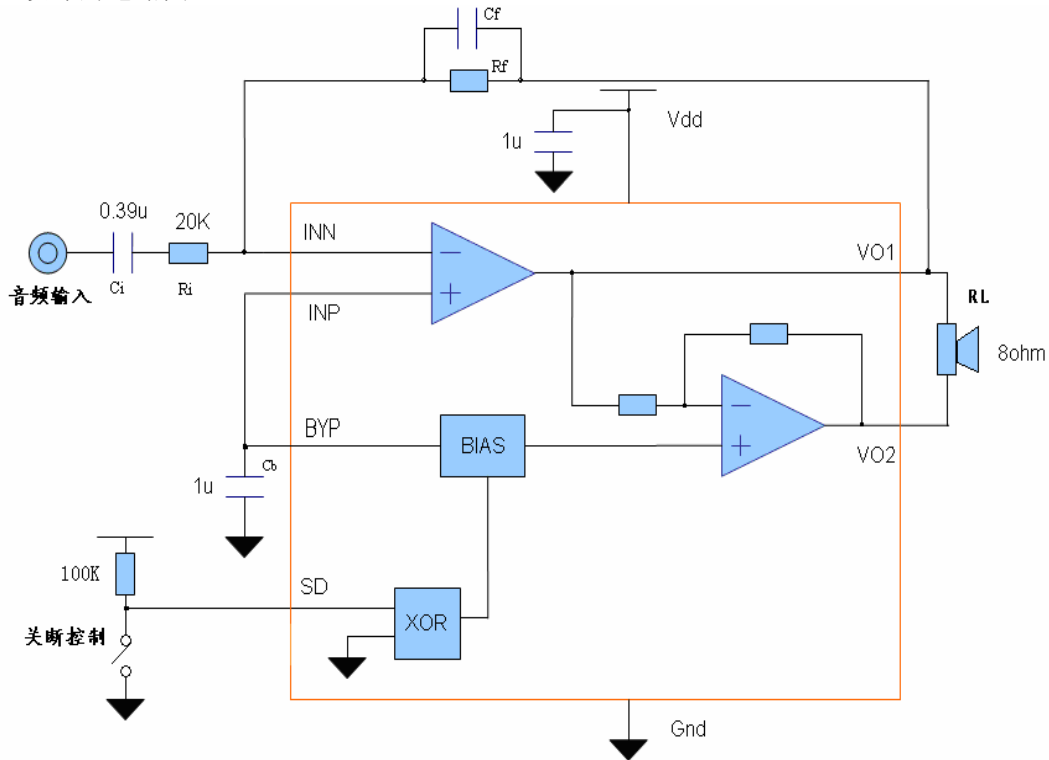 Cf
Rf
Vdd
1u
0.39u
20K
INN
VO1
音频输入
Ci
Ri
INP
RL
8ohm
BYP
BIAS
VO2
1u
Cb
100K
SD
XOR
关断控制
Gnd